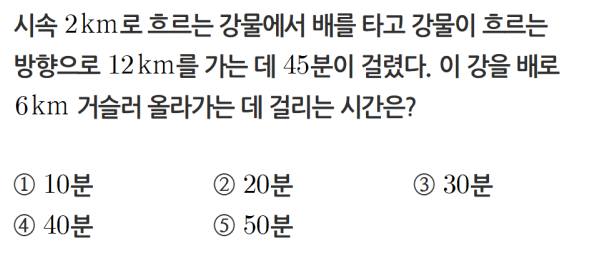 시속 2km로 흐르는 강물에서 배를 타고 강물이 흐르는
방향으로 12km를 가는 데 45분이 걸렸다. 이 강을 배로
6km 거슬러 올라가는 데 걸리는 시간은?
① 10분 ② 20분 ③ 30분
④ 40분 ⑤ 50분